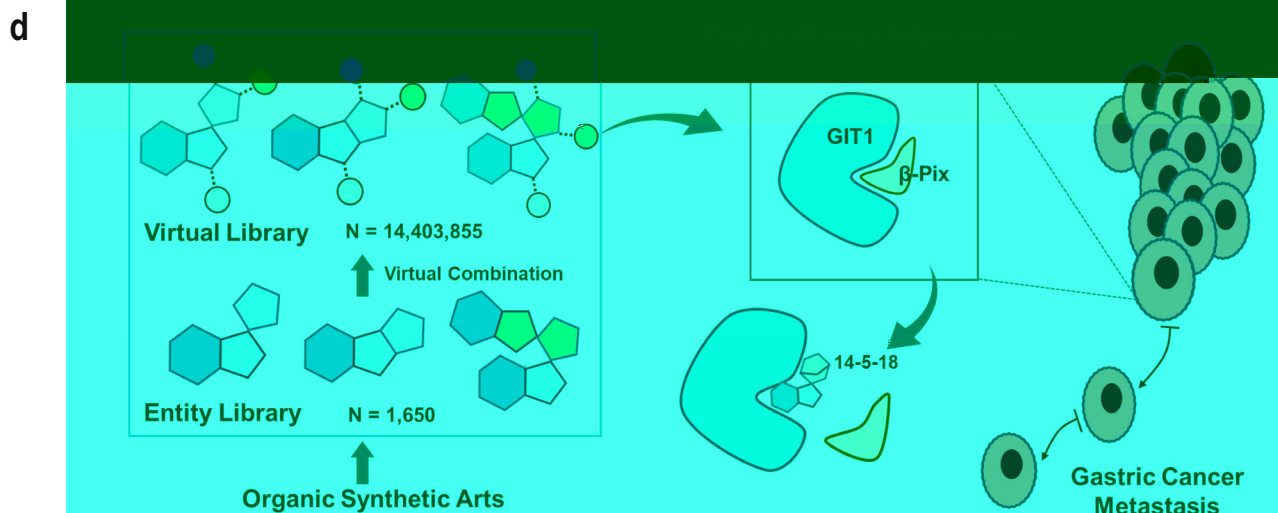 d
GIT1
β-Pix
Virtual Library N = 14,403,855
Virtual Combination
14-5-18
Entity Library N = 1,650
Organic Synthetic Arts
Gastric Cancer
Metastasis